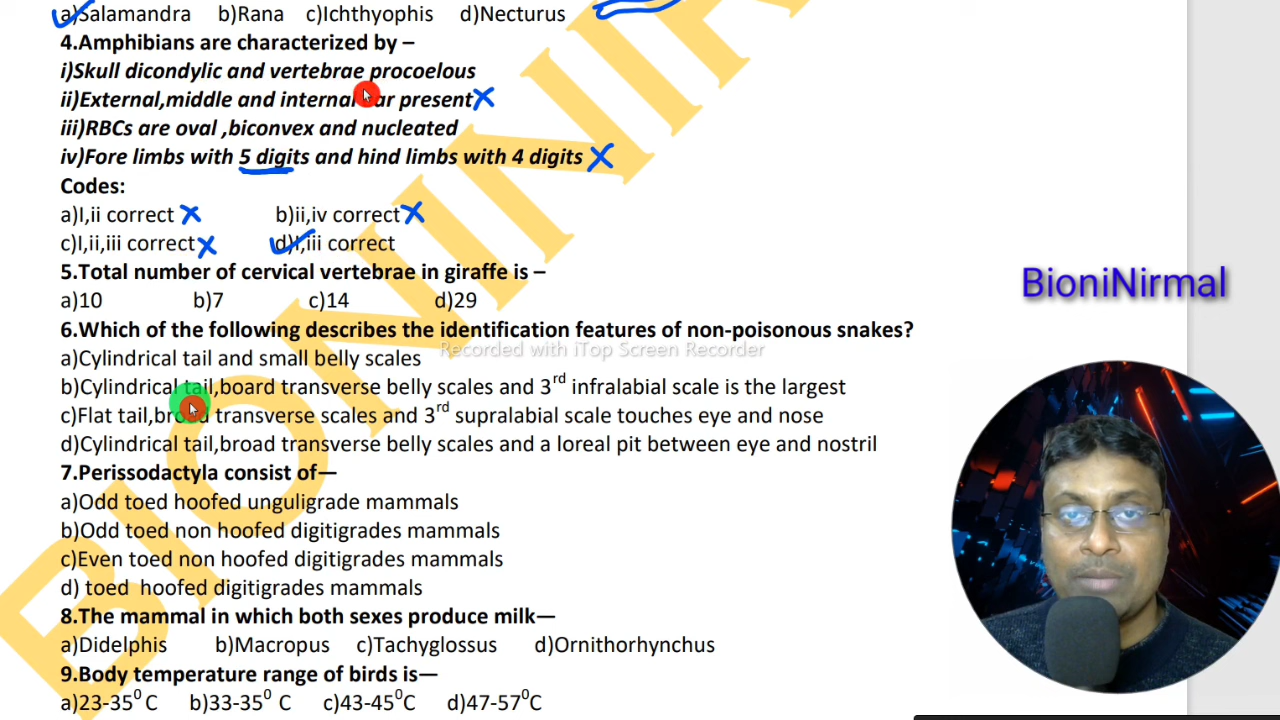 a)Salamandra b)Rana c)Ichthyophis d)Necturus
4.Amphibians are characterized by –
i)Skull dicondylic and vertebrae procoelous
ii)External,middle and internal ear present
iii)RBCs are oval ,biconvex and nucleated
iv)Fore limbs with 5 digits and hind limbs with 4 digits
Codes:
a)I,ii correct b)ii,iv correct
c)I,ii,iii correct d)I,iii correct
5.Total number of cervical vertebrae in giraffe is –
a)10 b)7 c)14 d)29
BioniNirmal
6.Which of the following describes the identification features of non-poisonous snakes?
Recorded with iTop Screen Recorder
a)Cylindrical tail and small belly scales
b)Cylindrical tail,board transverse belly scales and 3rd infralabial scale is the largest
c)Flat tail,broad transverse scales and 3rd supralabial scale touches eye and nose
d)Cylindrical tail,broad transverse belly scales and a loreal pit between eye and nostril
7.Perissodactyla consist of—
a)Odd toed hoofed unguligrade mammals
b)Odd toed non hoofed digitigrades mammals
c)Even toed non hoofed digitigrades mammals
d) toed hoofed digitigrades mammals
8.The mammal in which both sexes produce milk—
a)Didelphis b)Macropus c)Tachyglossus d)Ornithorhynchus
9.Body temperature range of birds is—
a)23-35⁰ C b)33-35⁰ C c)43-45⁰C d)47-57⁰C